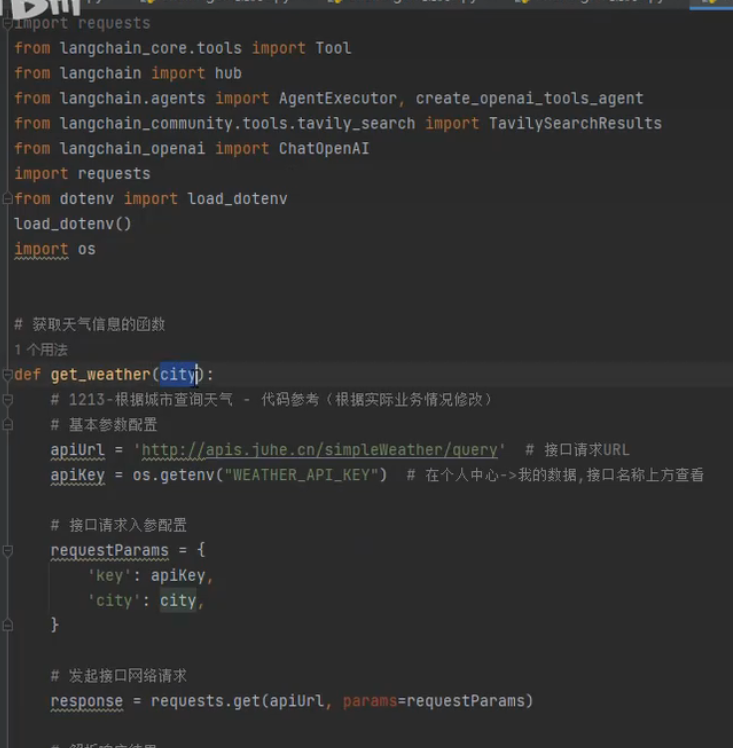 import requests
from langchain_core.tools import Tool
from langchain import hub
from langchain.agents import AgentExecutor, create_openai_tools_agent
from langchain_community.tools.tavily_search import TavilySearchResults
from langchain_openai import ChatOpenAI
import requests
from dotenv import load_dotenv
load_dotenv()
import os
# 获取天气信息的函数
1 个用法
def get_weather(city):
# 1213-根据城市查询天气 - 代码参考（根据实际业务情况修改）
# 基本参数配置
apiUrl = 'http://apis.juhe.cn/simpleWeather/query'  # 接口请求URL
apiKey = os.getenv("WEATHER_API_KEY")  # 在个人中心->我的数据,接口名称上方查看
# 接口请求入参配置
requestParams = {
'key': apiKey,
'city': city,
}
# 发起接口网络请求
response = requests.get(apiUrl, params=requestParams)